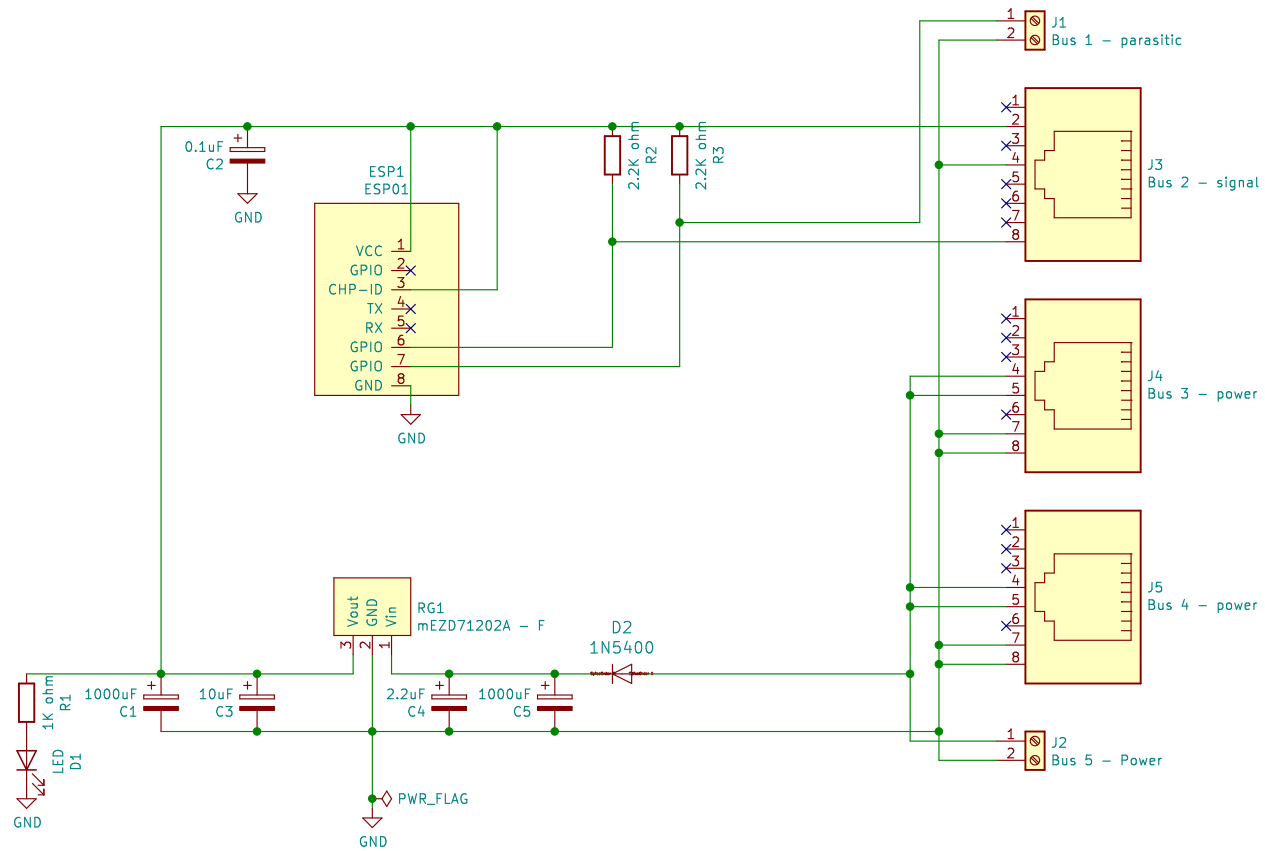 1
2
J1
Bus 1 - parasitic
1
2
3
4
5
6
7
8
J3
Bus 2 - signal
0.1uF
C2
GND
2.2K ohm
R2
2.2K ohm
R3
ESP1
ESP01
VCC 1
GPIO 2
CHP-ID 3
TX 4
RX 5
GPIO 6
GPIO 7
GND 8
GND
1
2
3
4
5
6
7
8
J4
Bus 3 - power
1
2
3
4
5
6
7
8
J5
Bus 4 - power
Vout
GND
Vin
3
2
1
RG1
mEZD71202A - F
D2
1N5400
1K ohm
R1
1000uF
C1
10uF
C3
2.2uF
C4
1000uF
C5
LED
D1
GND
PWR_FLAG
GND
1
2
J2
Bus 5 - Power